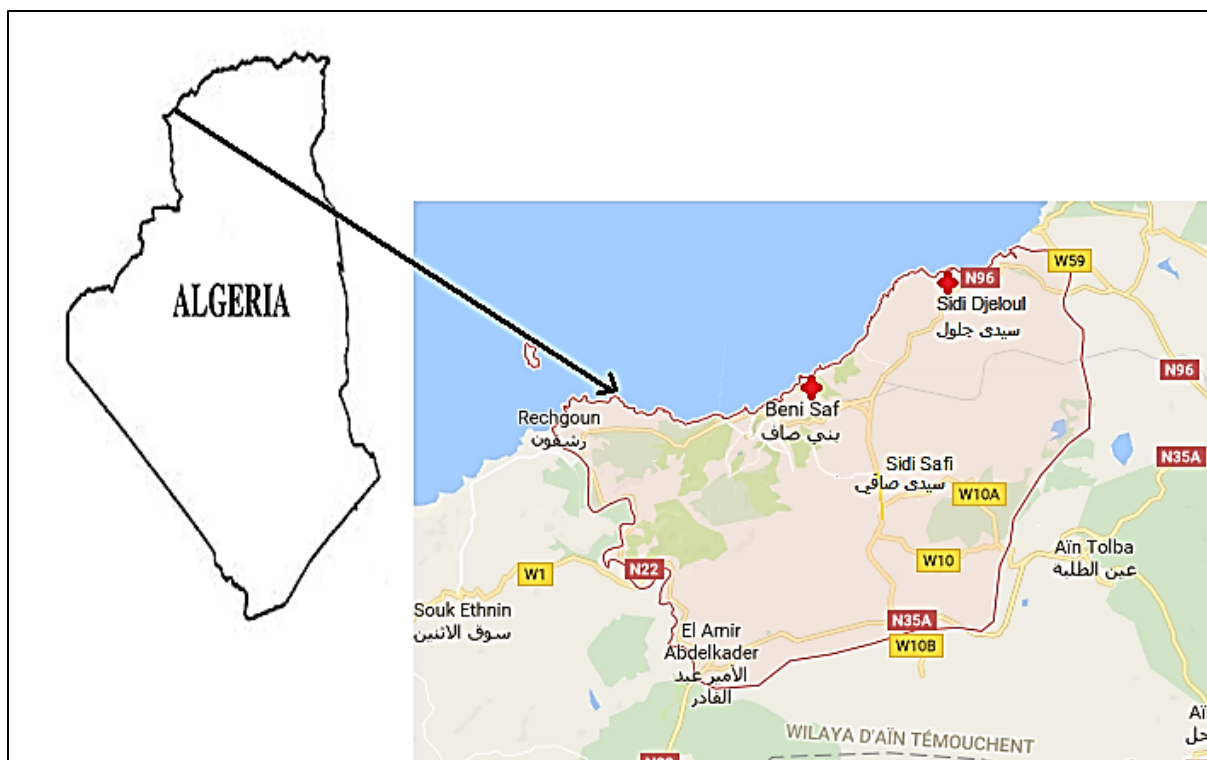 ALGERIA
W59
N96
Sidi Djeloul
سيدى جلول
N96
Rechgoun
رشقون
Beni Saf
بني صاف
N35A
Sidi Safi
سيدى صافي
W10A
Aïn Tolba
عين الطلبة
W10
W1
N22
Souk Ethnin
سوق الاثنين
N35A
W10B
El Amir
Abdelkader
الأمير عبد
القادر
WILAYA D'AÏN TÉMOUCHENT